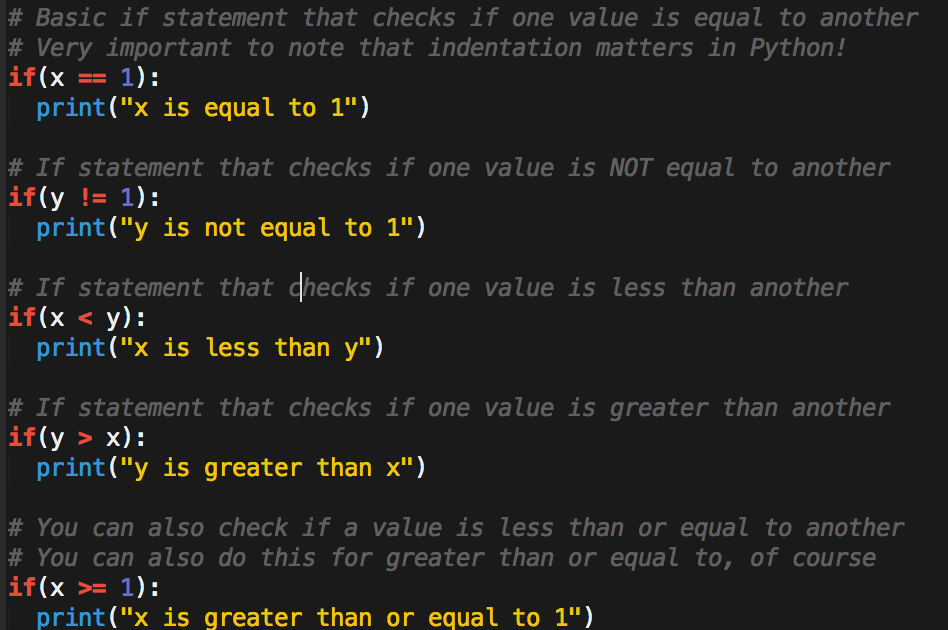 # Basic if statement that checks if one value is equal to another
# Very important to note that indentation matters in Python!
if(x == 1):
  print("x is equal to 1")

# If statement that checks if one value is NOT equal to another
if(y != 1):
  print("y is not equal to 1")

# If statement that checks if one value is less than another
if(x < y):
  print("x is less than y")

# If statement that checks if one value is greater than another
if(y > x):
  print("y is greater than x")

# You can also check if a value is less than or equal to another
# You can also do this for greater than or equal to, of course
if(x >= 1):
  print("x is greater than or equal to 1")